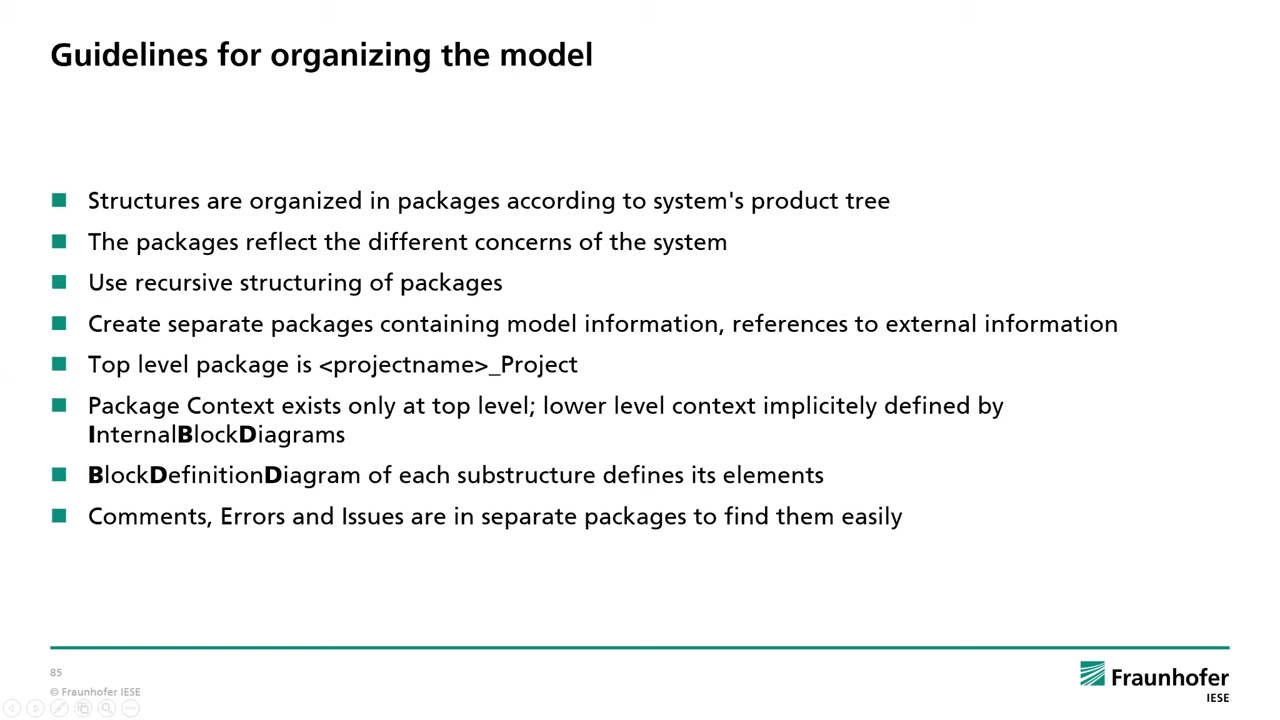 Guidelines for organizing the model
Structures are organized in packages according to system's product tree
The packages reflect the different concerns of the system
Use recursive structuring of packages
Create separate packages containing model information, references to external information
Top level package is <projectname>_Project
Package Context exists only at top level; lower level context implicitely defined by
InternalBlockDiagrams
BlockDefinitionDiagram of each substructure defines its elements
Comments, Errors and Issues are in separate packages to find them easily
85
© Fraunhofer IESE
Fraunhofer
IESE